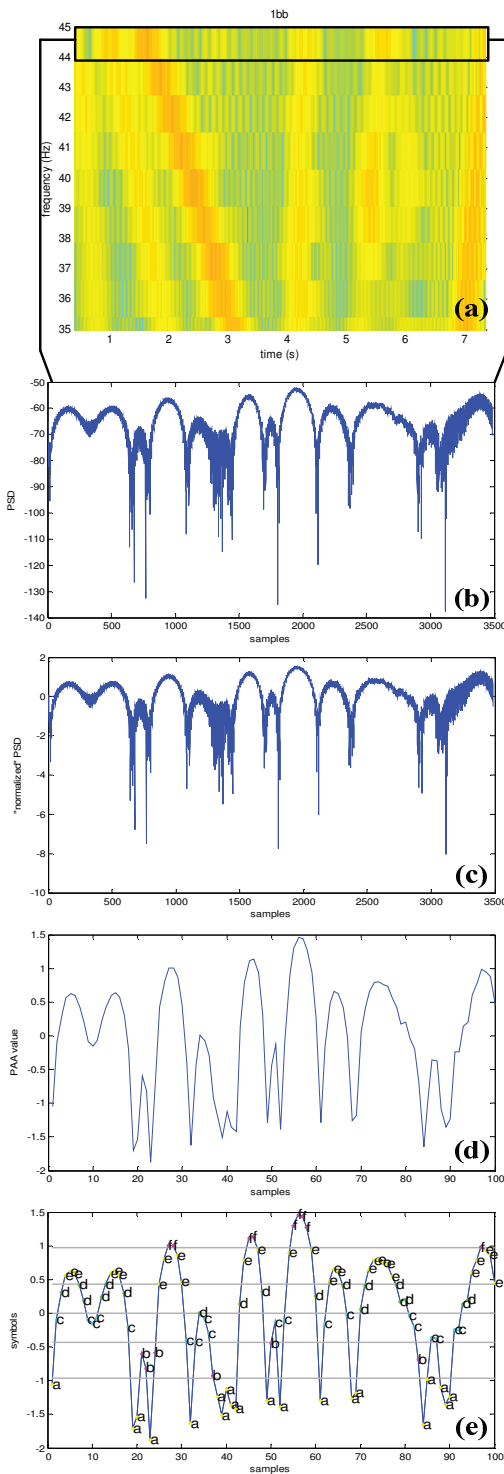 1bb
45
44
43
42
41
40
39
38
37
36
35
frequency (Hz)
1 2 3 4 5 6 7
time (s)
(a)
-50
-60
-70
-80
-90
-100
-110
-120
-130
-140
PSD
0 500 1000 1500 2000 2500 3000 3500
samples
(b)
2
0
-2
-4
-6
-8
-10
"normalized" PSD
0 500 1000 1500 2000 2500 3000 3500
samples
(c)
1.5
1
0.5
0
-0.5
-1
-1.5
-2
PAA value
0 10 20 30 40 50 60 70 80 90 100
samples
(d)
1.5
1
0.5
0
-0.5
-1
-1.5
-2
symbols
a c d e e e d d c c c d d e e e d c a a b b a b e f f e d c a c d c c b a a a a a d e f f e d a b c a e f f f e d a d e e e d a a d d e e e e e d d d c b a c c a a c c d e f e e e
0 10 20 30 40 50 60 70 80 90 100
samples
(e)